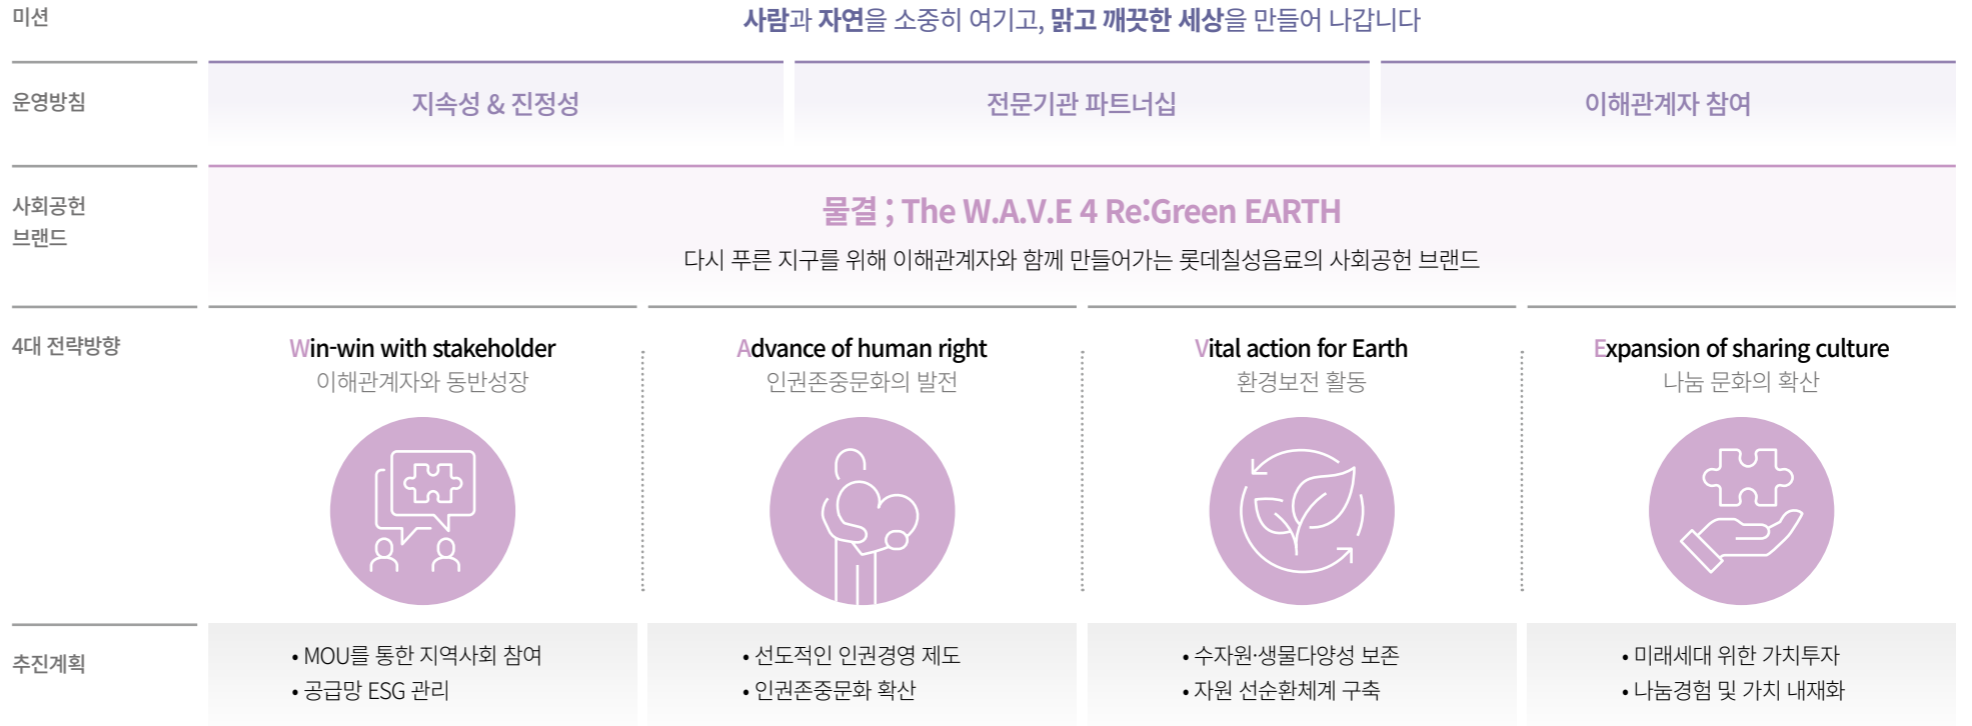 미션
사람과 자연을 소중히 여기고, 맑고 깨끗한 세상을 만들어 나갑니다
운영방침
지속성 & 진정성
전문기관 파트너십
이해관계자 참여
사회공헌
브랜드
물결 ; The W.A.V.E 4 Re:Green EARTH
다시 푸른 지구를 위해 이해관계자와 함께 만들어가는 롯데칠성음료의 사회공헌 브랜드
4대 전략방향
Win-win with stakeholder
이해관계자와 동반성장
Advance of human right
인권존중문화의 발전
Vital action for Earth
환경보전 활동
Expansion of sharing culture
나눔 문화의 확산
추진계획
• MOU를 통한 지역사회 참여
• 공급망 ESG 관리
• 선도적인 인권경영 제도
• 인권존중문화 확산
• 수자원·생물다양성 보존
• 자원 선순환체계 구축
• 미래세대 위한 가치투자
• 나눔경험 및 가치 내재화